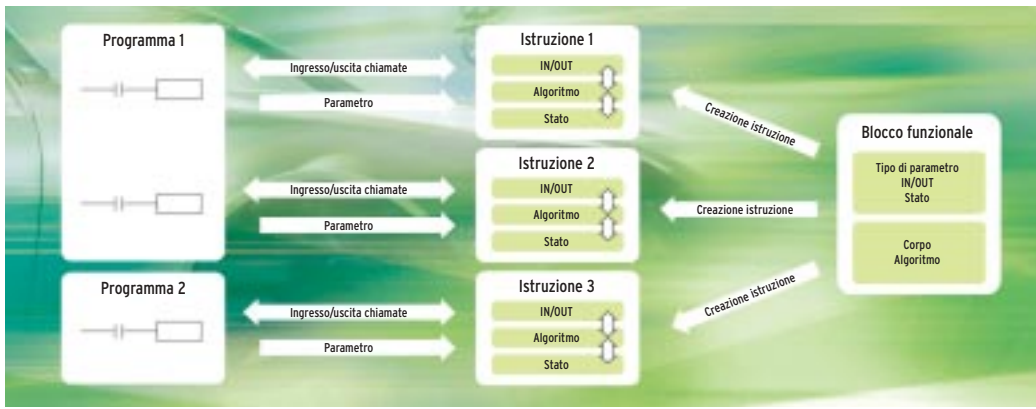 Programma 1
Ingresso/uscita chiamate
Parametro
Istruzione 1
IN/OUT
Algoritmo
Stato
Creazione istruzione
Ingresso/uscita chiamate
Parametro
Istruzione 2
IN/OUT
Algoritmo
Stato
Creazione istruzione
Blocco funzionale
Tipo di parametro
IN/OUT
Stato
Corpo
Algoritmo
Programma 2
Ingresso/uscita chiamate
Parametro
Istruzione 3
IN/OUT
Algoritmo
Stato
Creazione istruzione